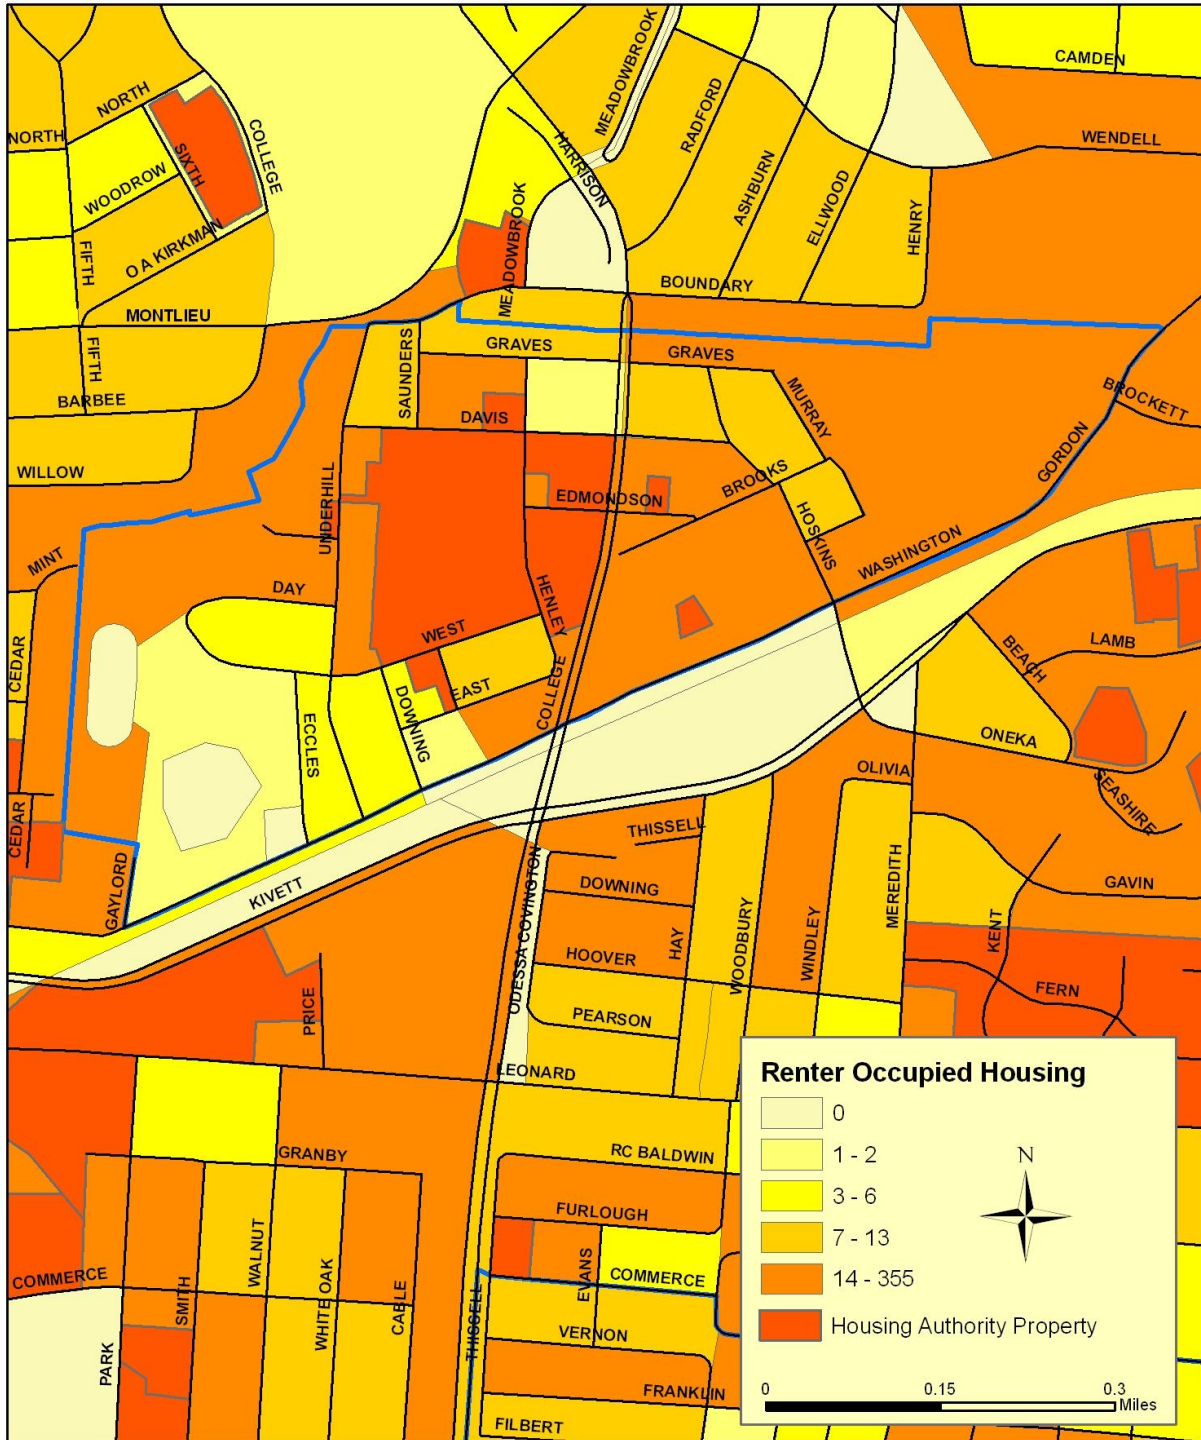 MEADOWBROOK
CAMDEN
NORTH
NORTH
RADFORD
WENDELL
COLLEGE
SIXTH
HARRISON
WOODROW
ASHBURN
ELLWOOD
MEADOWBROOK
HENRY
O A KIRKMAN
FIFTH
BOUNDARY
MONTLIEU
FIFTH
SAUNDERS
GRAVES
GRAVES
BARBEE
MURRAY
BROCKETT
DAVIS
WILLOW
GORDON
BROOKS
UNDERHILL
EDMONDSON
HOSKINS
WASHINGTON
MINT
DAY
HENLEY
WEST
CEDAR
BEACH
LAMB
EAST
COLLEGE
DOWNING
ECCLES
ONEKA
OLIVIA
SEASHIRE
CEDAR
THISSELL
GAYLORD
KIVETT
ODESSA COVINGTON
DOWNING
MEREDITH
GAVIN
HAY
WOODBURY
WINDLEY
KENT
HOOVER
FERN
PRICE
PEARSON
LEONARD
GRANBY
RC BALDWIN
FURLOUGH
WALNUT
COMMERCE
SMITH
WHITE OAK
CABLE
EVANS
COMMERCE
THISSELL
VERNON
PARK
FRANKLIN
FILBERT
Renter Occupied Housing
0
1 - 2
3 - 6
7 - 13
14 - 355
Housing Authority Property
N
0 0.15 0.3
Miles